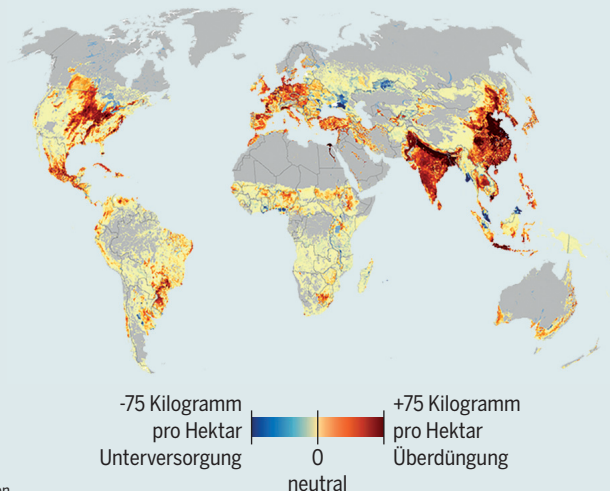 -75 Kilogramm
pro Hektar
Unterversorgung
0
neutral
+75 Kilogramm
pro Hektar
Überdüngung